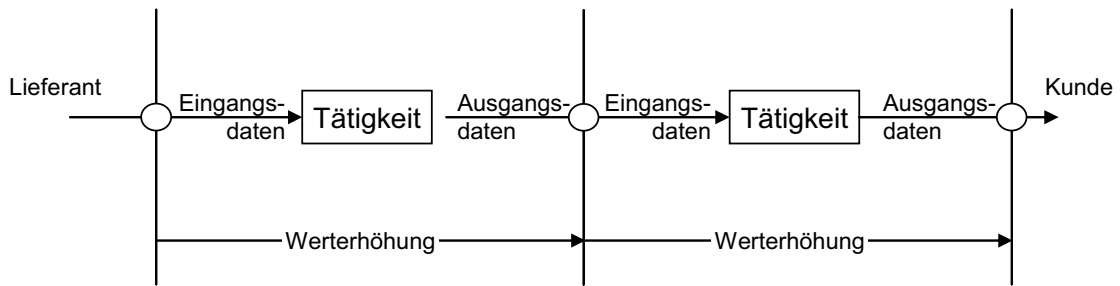 Lieferant
Eingangs-
daten
Tätigkeit
Ausgangs-
daten
Eingangs-
daten
Tätigkeit
Ausgangs-
daten
Kunde
Werterhöhung
Werterhöhung